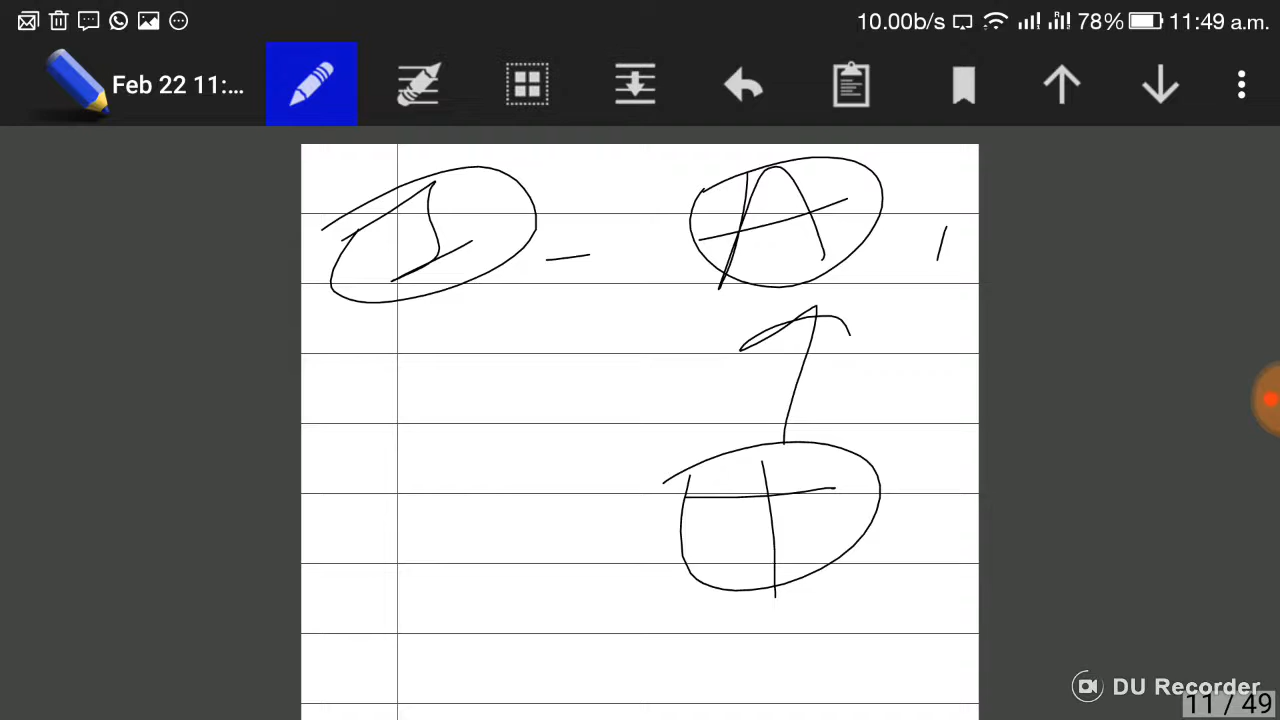 10.00b/s 78% 11:49 a.m.
Feb 22 11:...
I - A,
T
DU Recorder
11 / 49